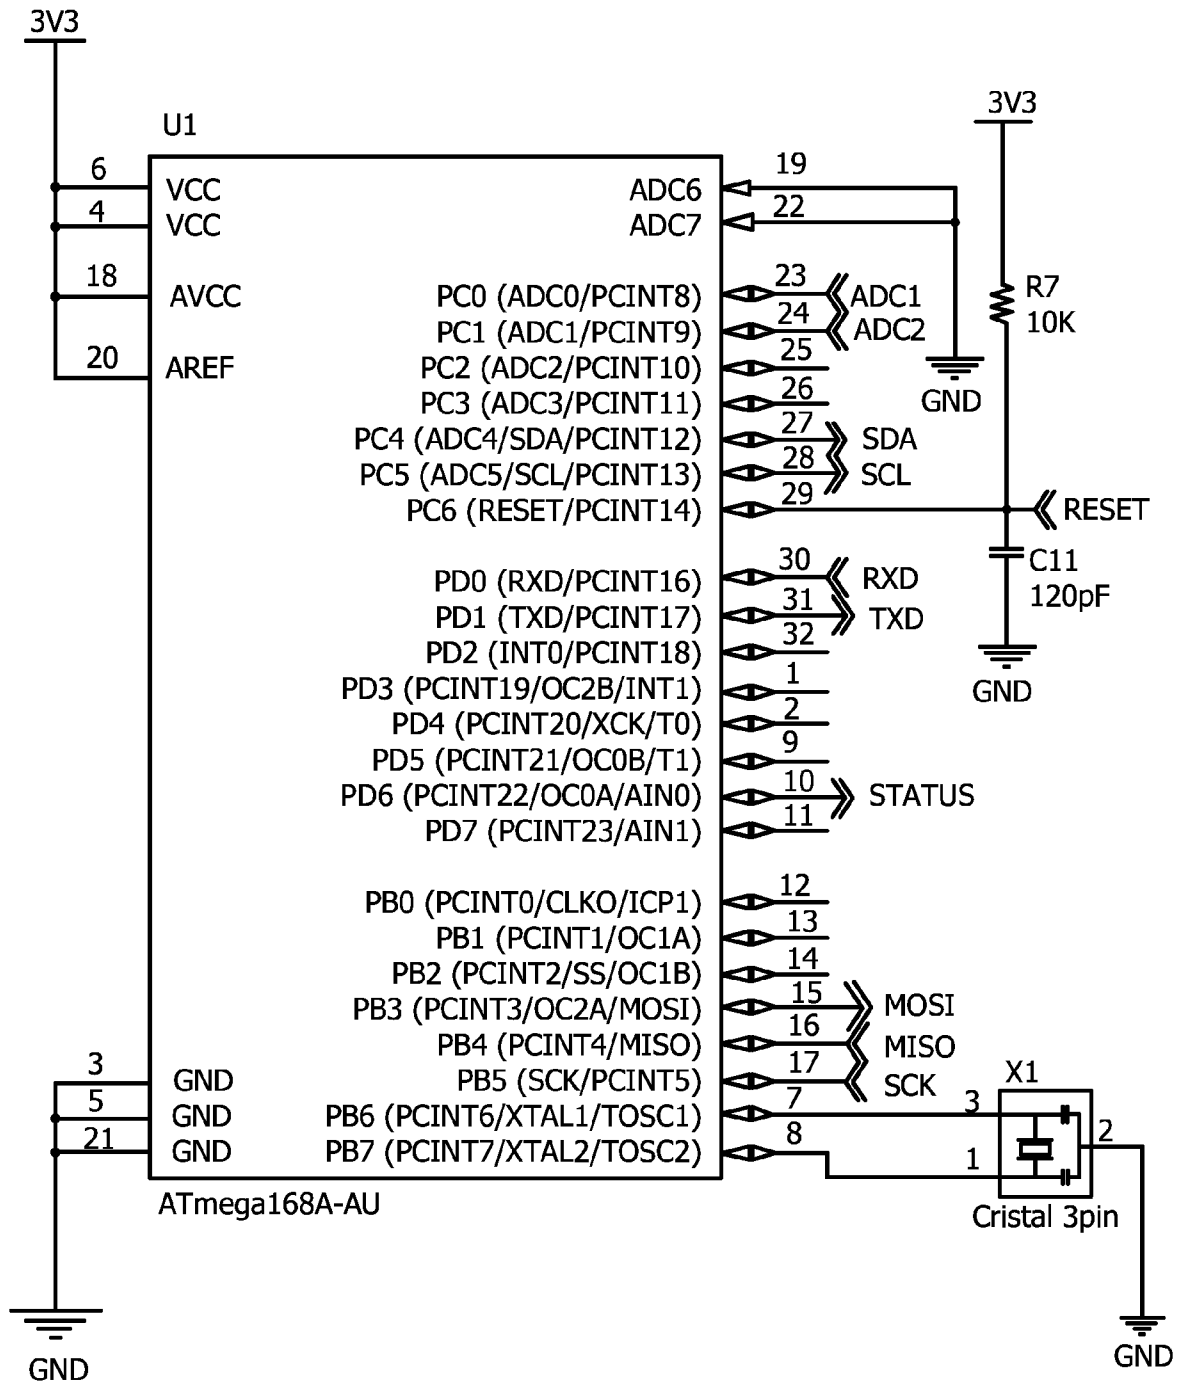 3V3
3V3
U1
6
VCC
4
VCC
18
AVCC
20
AREF
ADC6
19
ADC7
22
PC0 (ADC0/PCINT8)
23
ADC1
PC1 (ADC1/PCINT9)
24
ADC2
PC2 (ADC2/PCINT10)
25
PC3 (ADC3/PCINT11)
26
PC4 (ADC4/SDA/PCINT12)
27
SDA
PC5 (ADC5/SCL/PCINT13)
28
SCL
PC6 (RESET/PCINT14)
29
RESET
R7
10K
GND
C11
120pF
GND
PD0 (RXD/PCINT16)
30
RXD
PD1 (TXD/PCINT17)
31
TXD
PD2 (INT0/PCINT18)
32
PD3 (PCINT19/OC2B/INT1)
1
PD4 (PCINT20/XCK/T0)
2
PD5 (PCINT21/OC0B/T1)
9
PD6 (PCINT22/OC0A/AIN0)
10
STATUS
PD7 (PCINT23/AIN1)
11
PB0 (PCINT0/CLKO/ICP1)
12
PB1 (PCINT1/OC1A)
13
PB2 (PCINT2/SS/OC1B)
14
PB3 (PCINT3/OC2A/MOSI)
15
MOSI
PB4 (PCINT4/MISO)
16
MISO
PB5 (SCK/PCINT5)
17
SCK
PB6 (PCINT6/XTAL1/TOSC1)
7
PB7 (PCINT7/XTAL2/TOSC2)
8
3
GND
5
GND
21
GND
X1
3
2
1
Cristal 3pin
ATmega168A-AU
GND
GND